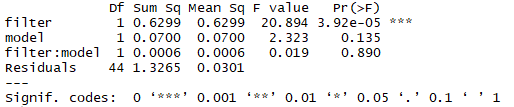 Df Sum Sq Mean Sq F value   Pr(>F)
filter       1 0.6299  0.6299  20.894 3.92e-05 ***
model        1 0.0700  0.0700   2.323    0.135
filter:model 1 0.0006  0.0006   0.019    0.890
Residuals   44 1.3265  0.0301
---
Signif. codes:  0 ‘***’ 0.001 ‘**’ 0.01 ‘*’ 0.05 ‘.’ 0.1 ‘ ’ 1